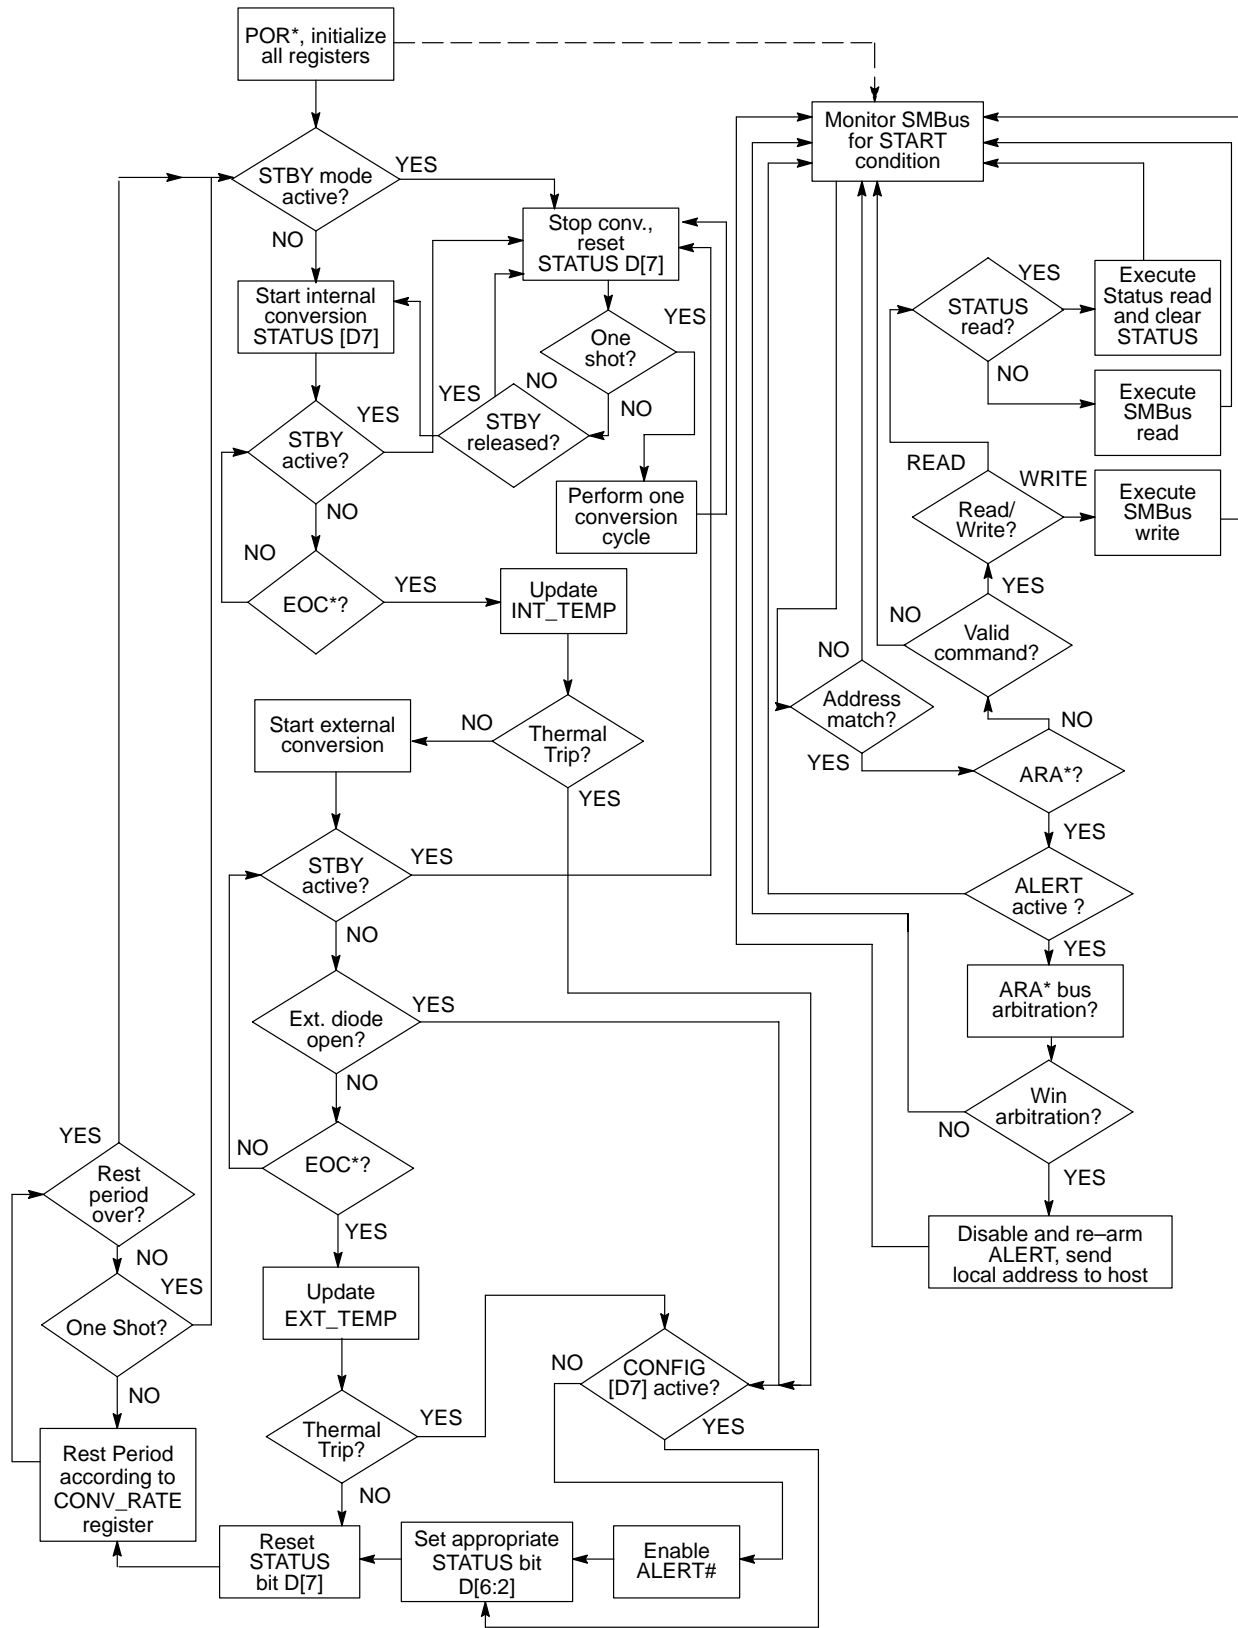 POR*, initialize
all registers
Monitor SMBus
for START
condition
STBY mode
active?
YES
NO
Stop conv.,
reset
STATUS D[7]
Start internal
conversion
STATUS [D7]
One
shot?
YES
NO
STBY
released?
YES
NO
STBY
active?
YES
NO
Perform one
conversion
cycle
NO
EOC*?
YES
Update
INT_TEMP
Thermal
Trip?
NO
YES
Start external
conversion
STBY
active?
YES
NO
Ext. diode
open?
YES
NO
NO
EOC*?
YES
Update
EXT_TEMP
Thermal
Trip?
YES
NO
YES
Rest
period
over?
NO
YES
One Shot?
NO
Rest Period
according to
CONV_RATE
register
Reset
STATUS
bit D[7]
Set appropriate
STATUS bit
D[6:2]
Enable
ALERT#
NO
CONFIG
[D7] active?
YES
STATUS
read?
YES
NO
Execute
Status read
and clear
STATUS
Execute
SMBus
read
READ
WRITE
Read/
Write?
Execute
SMBus
write
YES
NO
Valid
command?
NO
Address
match?
YES
NO
ARA*?
YES
ALERT
active ?
YES
ARA* bus
arbitration?
Win
arbitration?
NO
YES
Disable and re–arm
ALERT, send
local address to host